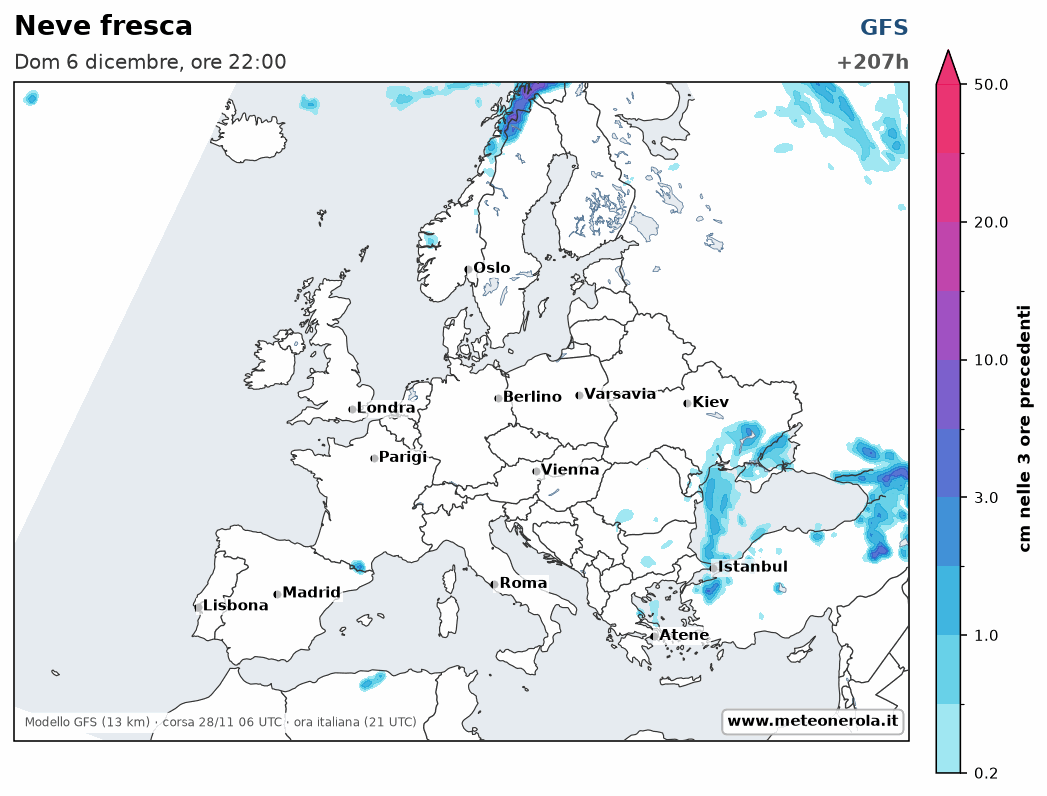 Neve fresca
GFS
Dom 6 dicembre, ore 22:00
+207h
50.0
20.0
10.0
3.0
1.0
0.2
cm nelle 3 ore precedenti
Oslo
Berlino
Varsavia
Kiev
Londra
Parigi
Vienna
Istanbul
Roma
Madrid
Lisbona
Atene
Modello GFS (13 km) · corsa 28/11 06 UTC · ora italiana (21 UTC)
www.meteonerola.it